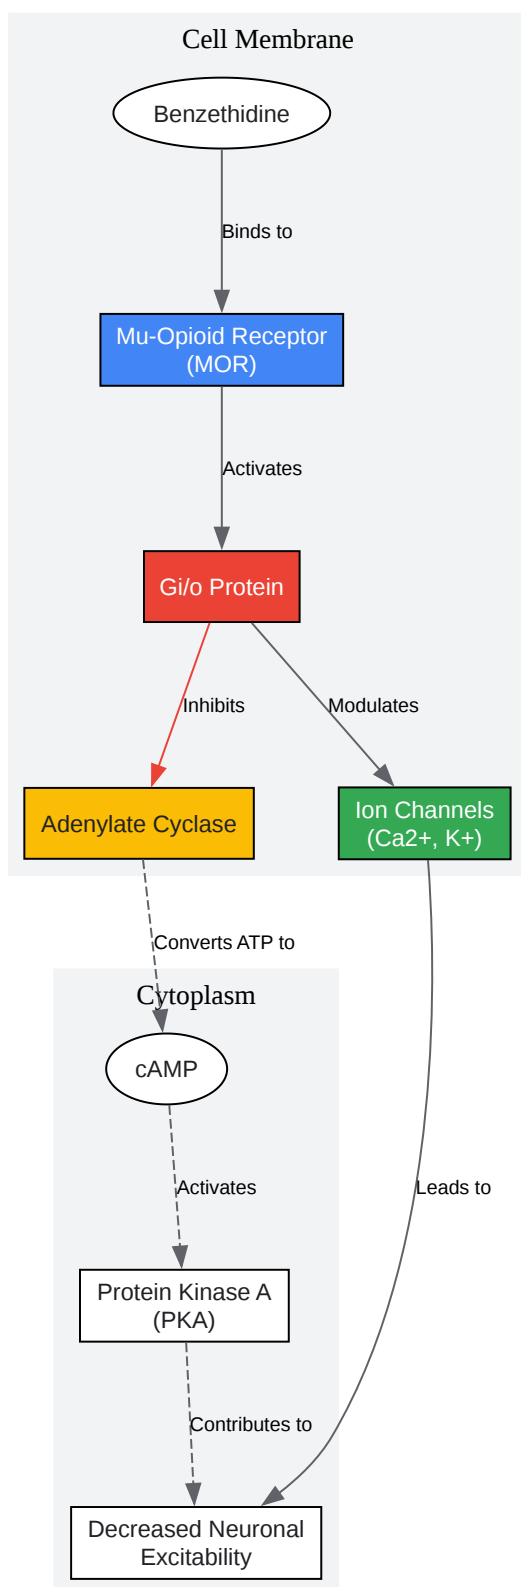 Cell Membrane
Benzethidine
Binds to
Mu-Opioid Receptor
(MOR)
Activates
Gi/o Protein
Inhibits
Modulates
Adenylate Cyclase
Ion Channels
(Ca2+, K+)
Converts ATP to
Cytoplasm
cAMP
Activates
Leads to
Protein Kinase A
(PKA)
Contributes to
Decreased Neuronal
Excitability